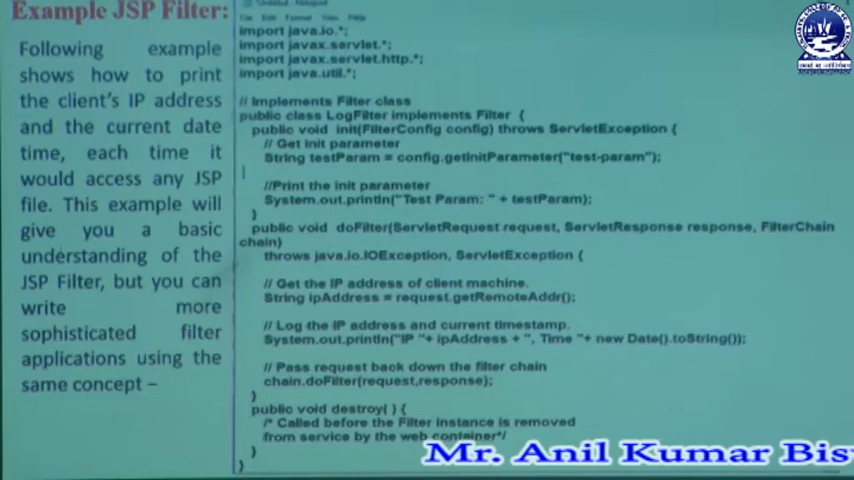 Example JSP Filter:
Following example
shows how to print
the client's IP address
and the current date
time, each time it
would access any JSP
file. This example will
give you a basic
understanding of the
JSP Filter, but you can
write more
sophisticated filter
applications using the
same concept –
Untitled - Notepad
File Edit Format View Help
import java.io.*;
import javax.servlet.*;
import javax.servlet.http.*;
import java.util.*;
// Implements Filter class
public class LogFilter implements Filter {
public void init(FilterConfig config) throws ServletException {
// Get init parameter
String testParam = config.getInitParameter("test-param");
//Print the init parameter
System.out.println("Test Param: " + testParam);
}
public void doFilter(ServletRequest request, ServletResponse response, FilterChain
chain)
throws java.io.IOException, ServletException {
// Get the IP address of client machine.
String ipAddress = request.getRemoteAddr();
// Log the IP address and current timestamp.
System.out.println("IP "+ ipAddress + ", Time "+ new Date().toString());
// Pass request back down the filter chain
chain.doFilter(request,response);
}
public void destroy( ) {
/* Called before the Filter instance is removed
from service by the web container*/
}
}
Mr. Anil Kumar Bis